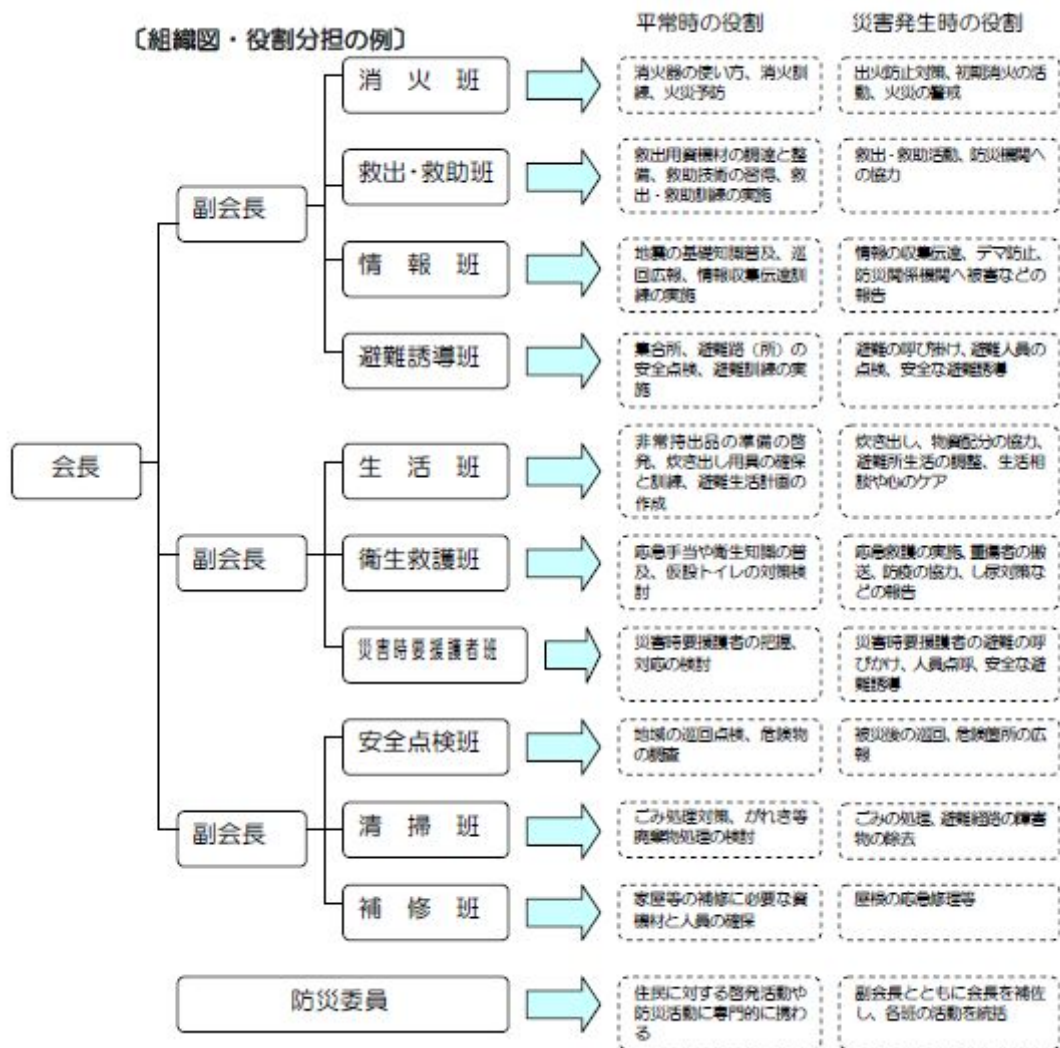 〔組織図・役割分担の例〕
平常時の役割
災害発生時の役割
会長
副会長
消火班
消火器の使い方、消火訓
練、火災予防
出火防止対策、初期消火の活
動、火災の警戒
救出・救助班
救出用資機材の調達と整
備、救助技術の習得、救
出・救助訓練の実施
救出・救助活動、防災機関へ
の協力
情報班
地震の基礎知識普及、巡
回広報、情報収集伝達訓
練の実施
情報の収集伝達、デマ防止、
防災関係機関へ被害などの
報告
避難誘導班
集合所、避難路（所）の
安全点検、避難訓練の実
施
避難の呼び掛け、避難人員の
点検、安全な避難誘導
副会長
生活班
非常持出品の準備の啓
発、炊き出し用具の確保
と訓練、避難生活計画の
作成
炊き出し、物資配分の協力、
避難所生活の調整、生活相
談や心のケア
衛生救護班
応急手当や衛生知識の普
及、仮設トイレの対策検
討
応急救護の実施、重傷者の搬
送、防疫の協力、し尿対策な
どの報告
災害時要援護者班
災害時要援護者の把握、
対応の検討
災害時要援護者の避難の呼
びかけ、人員点呼、安全な避
難誘導
副会長
安全点検班
地域の巡回点検、危険物
の調査
被災後の巡回、危険箇所の広
報
清掃班
ごみ処理対策、がれき等
廃棄物処理の検討
ごみの処理、避難経路の障害
物の除去
補修班
家屋等の補修に必要な資
機材と人員の確保
屋根の応急修理等
防災委員
住民に対する啓発活動や
防災活動に専門的に携わ
る
副会長とともに会長を補佐
し、各班の活動を統括